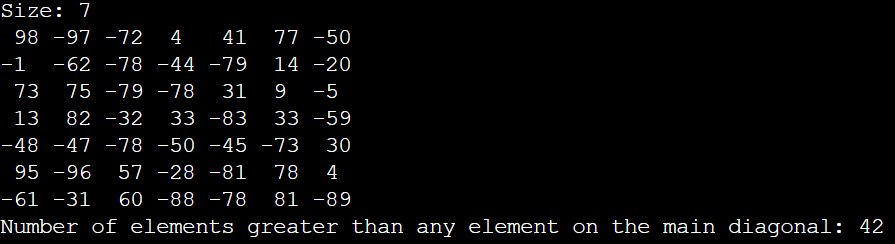 Size: 7
98 -97 -72 4 41 77 -50
-1 -62 -78 -44 -79 14 -20
73 75 -79 -78 31 9 -5
13 82 -32 33 -83 33 -59
-48 -47 -78 -50 -45 -73 30
95 -96 57 -28 -81 78 4
-61 -31 60 -88 -78 81 -89
Number of elements greater than any element on the main diagonal: 42